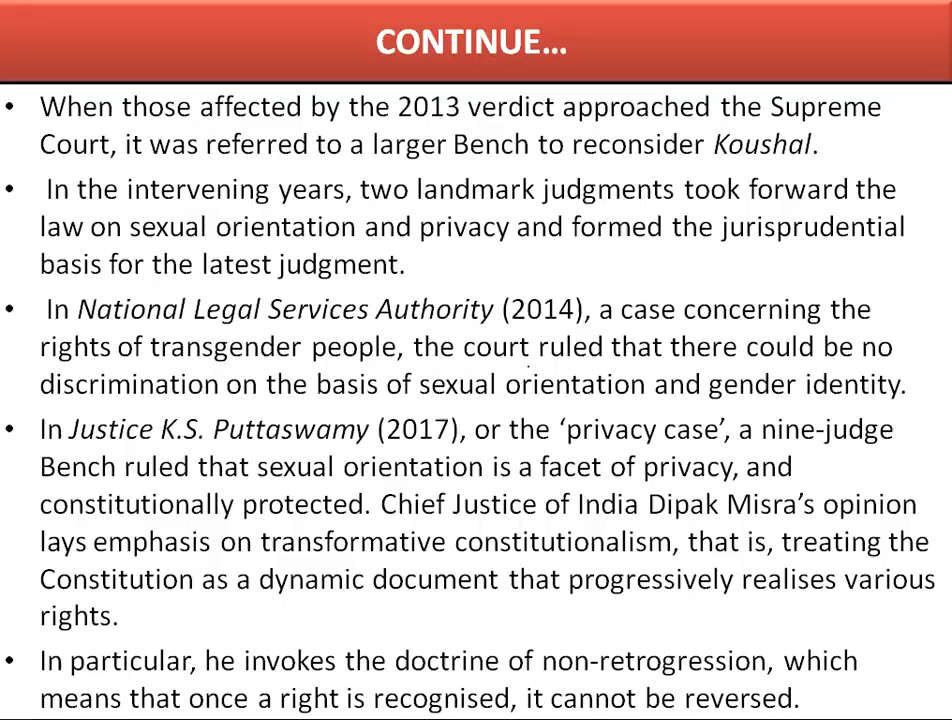 CONTINUE…
• When those affected by the 2013 verdict approached the Supreme
Court, it was referred to a larger Bench to reconsider Koushal.
• In the intervening years, two landmark judgments took forward the
law on sexual orientation and privacy and formed the jurisprudential
basis for the latest judgment.
• In National Legal Services Authority (2014), a case concerning the
rights of transgender people, the court ruled that there could be no
discrimination on the basis of sexual orientation and gender identity.
• In Justice K.S. Puttaswamy (2017), or the ‘privacy case’, a nine-judge
Bench ruled that sexual orientation is a facet of privacy, and
constitutionally protected. Chief Justice of India Dipak Misra’s opinion
lays emphasis on transformative constitutionalism, that is, treating the
Constitution as a dynamic document that progressively realises various
rights.
• In particular, he invokes the doctrine of non-retrogression, which
means that once a right is recognised, it cannot be reversed.